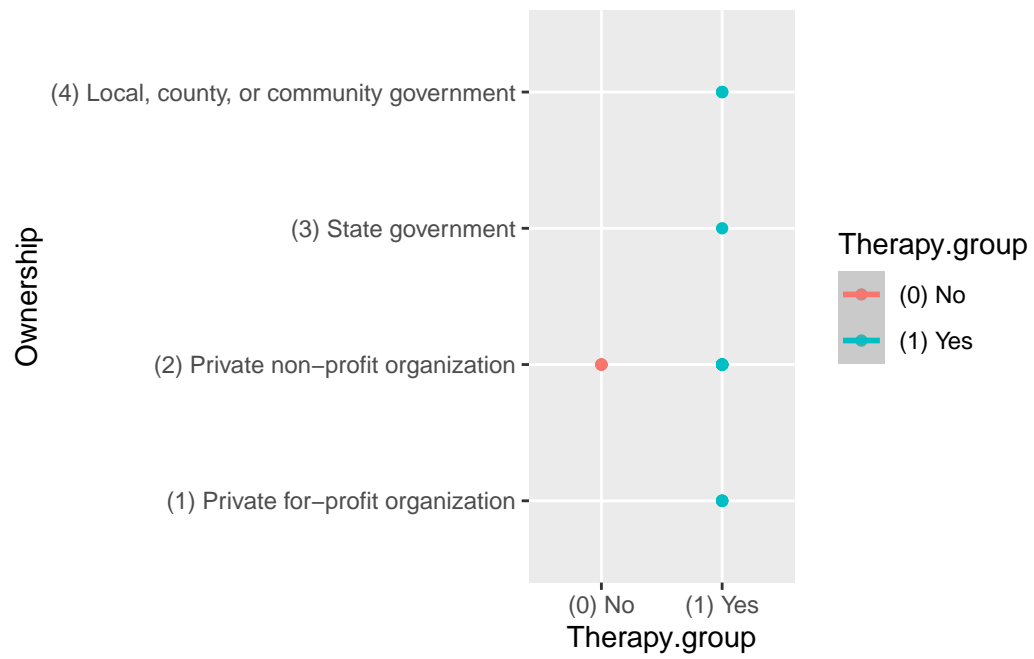 (4) Local, county, or community government
(3) State government
(2) Private non−profit organization
(1) Private for−profit organization
Ownership
(0) No
(1) Yes
Therapy.group
Therapy.group
(0) No
(1) Yes